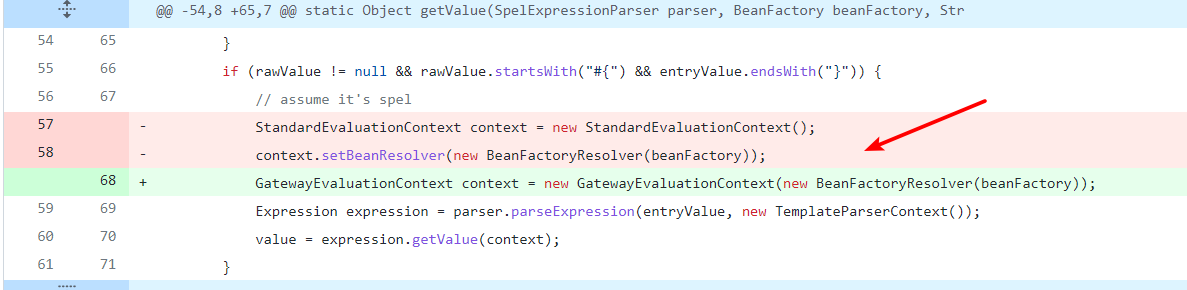 @@ -54,8 +65,7 @@ static Object getValue(SpelExpressionParser parser, BeanFactory beanFactory, Str
54 65 }
55 66 if (rawValue != null && rawValue.startsWith("#{") && entryValue.endsWith("}")) {
56 67 // assume it's spel
57 - StandardEvaluationContext context = new StandardEvaluationContext();
58 - context.setBeanResolver(new BeanFactoryResolver(beanFactory));
68 + GatewayEvaluationContext context = new GatewayEvaluationContext(new BeanFactoryResolver(beanFactory));
59 69 Expression expression = parser.parseExpression(entryValue, new TemplateParserContext());
60 70 value = expression.getValue(context);
61 71 }